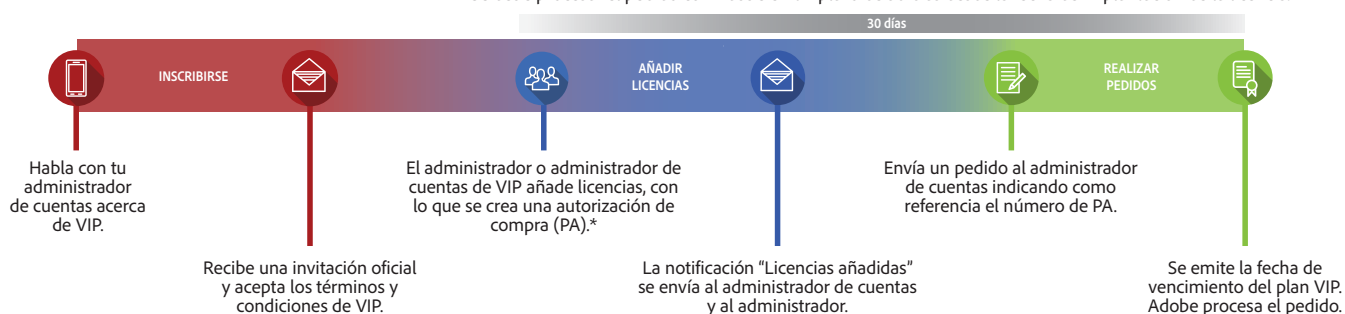 30 días
INSCRIBIRSE
AÑADIR
LICENCIAS
REALIZAR
PEDIDOS
Habla con tu
administrador
de cuentas acerca
de VIP.
Recibe una invitación oficial
y acepta los términos y
condiciones de VIP.
El administrador o administrador de
cuentas de VIP añade licencias, con
lo que se crea una autorización de
compra (PA).*
La notificación “Licencias añadidas”
se envía al administrador de cuentas
y al administrador.
Envía un pedido al administrador
de cuentas indicando como
referencia el número de PA.
Se emite la fecha de
vencimiento del plan VIP.
Adobe procesa el pedido.